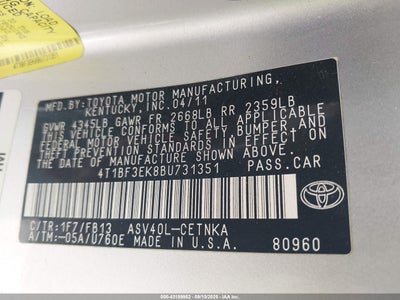 MFD.BY:TOYOTA MOTOR MANUFACTURING,
KENTUCKY, INC. 04/11
GVWR 4345LB GAWR FR 2668LB RR 2359LB
THIS VEHICLE CONFORMS TO ALL APPLICABLE
FEDERAL MOTOR VEHICLE SAFETY, BUMPER, AND
THEFT PREVENTION STANDARDS IN EFFECT ON
THE DATE OF MANUFACTURE SHOWN ABOVE.
4T1BF3EK8BU731351 PASS.CAR
C/TR:1F7/FB13 ASV40L-CETNKA
A/TM:-05A/U760E MADE IN U.S.A.
TOYOTA
80960